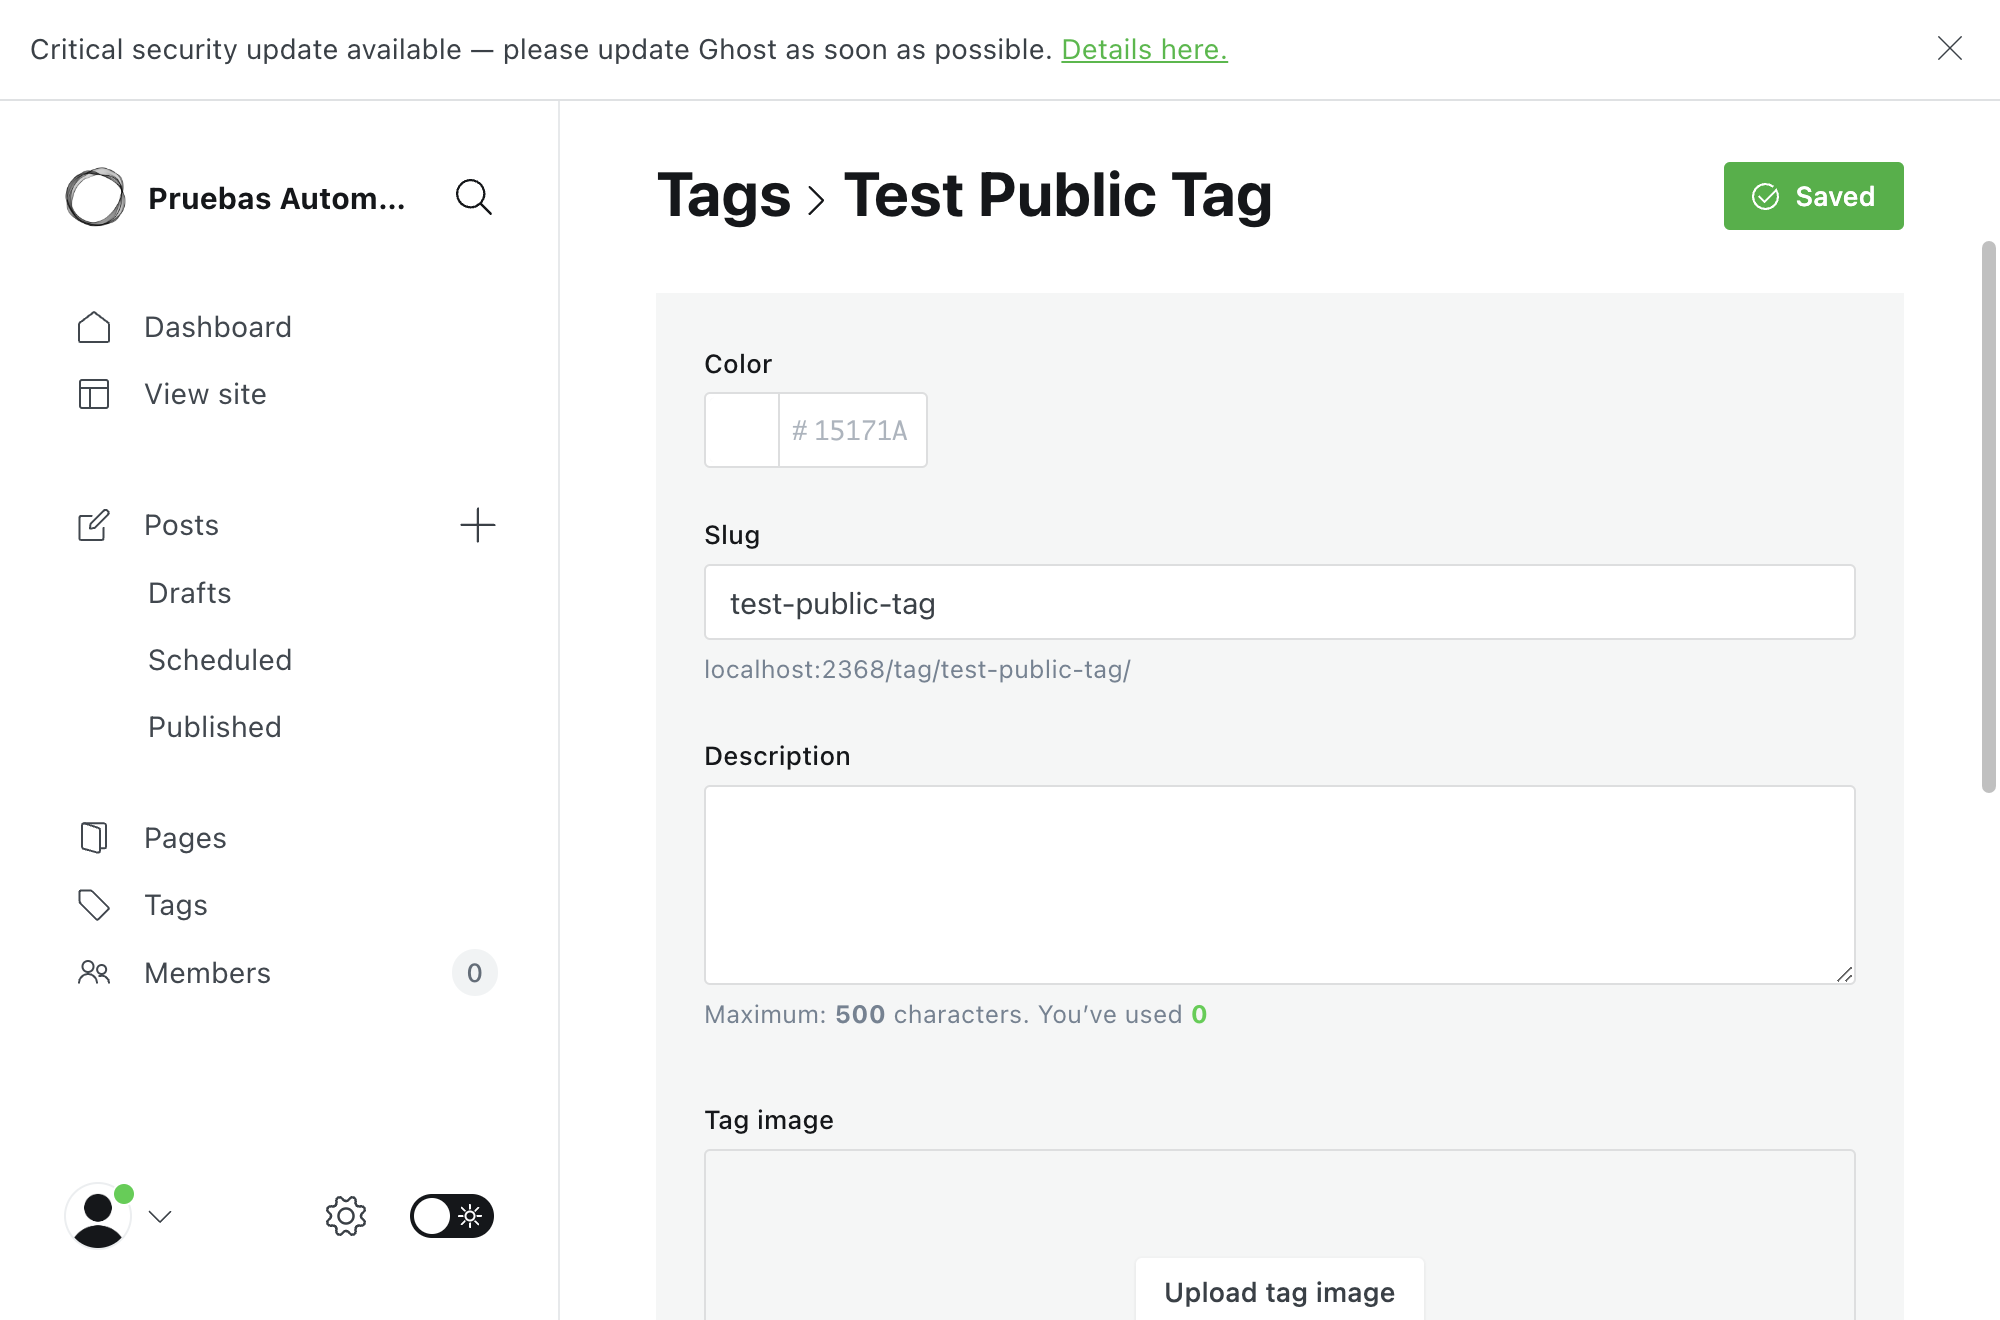 Critical security update available — please update Ghost as soon as possible. Details here.
Pruebas Autom...
Dashboard
View site
Posts
Drafts
Scheduled
Published
Pages
Tags
Members 0
Tags > Test Public Tag
Saved
Color
# 15171A
Slug
test-public-tag
localhost:2368/tag/test-public-tag/
Description
Maximum: 500 characters. You’ve used 0
Tag image
Upload tag image